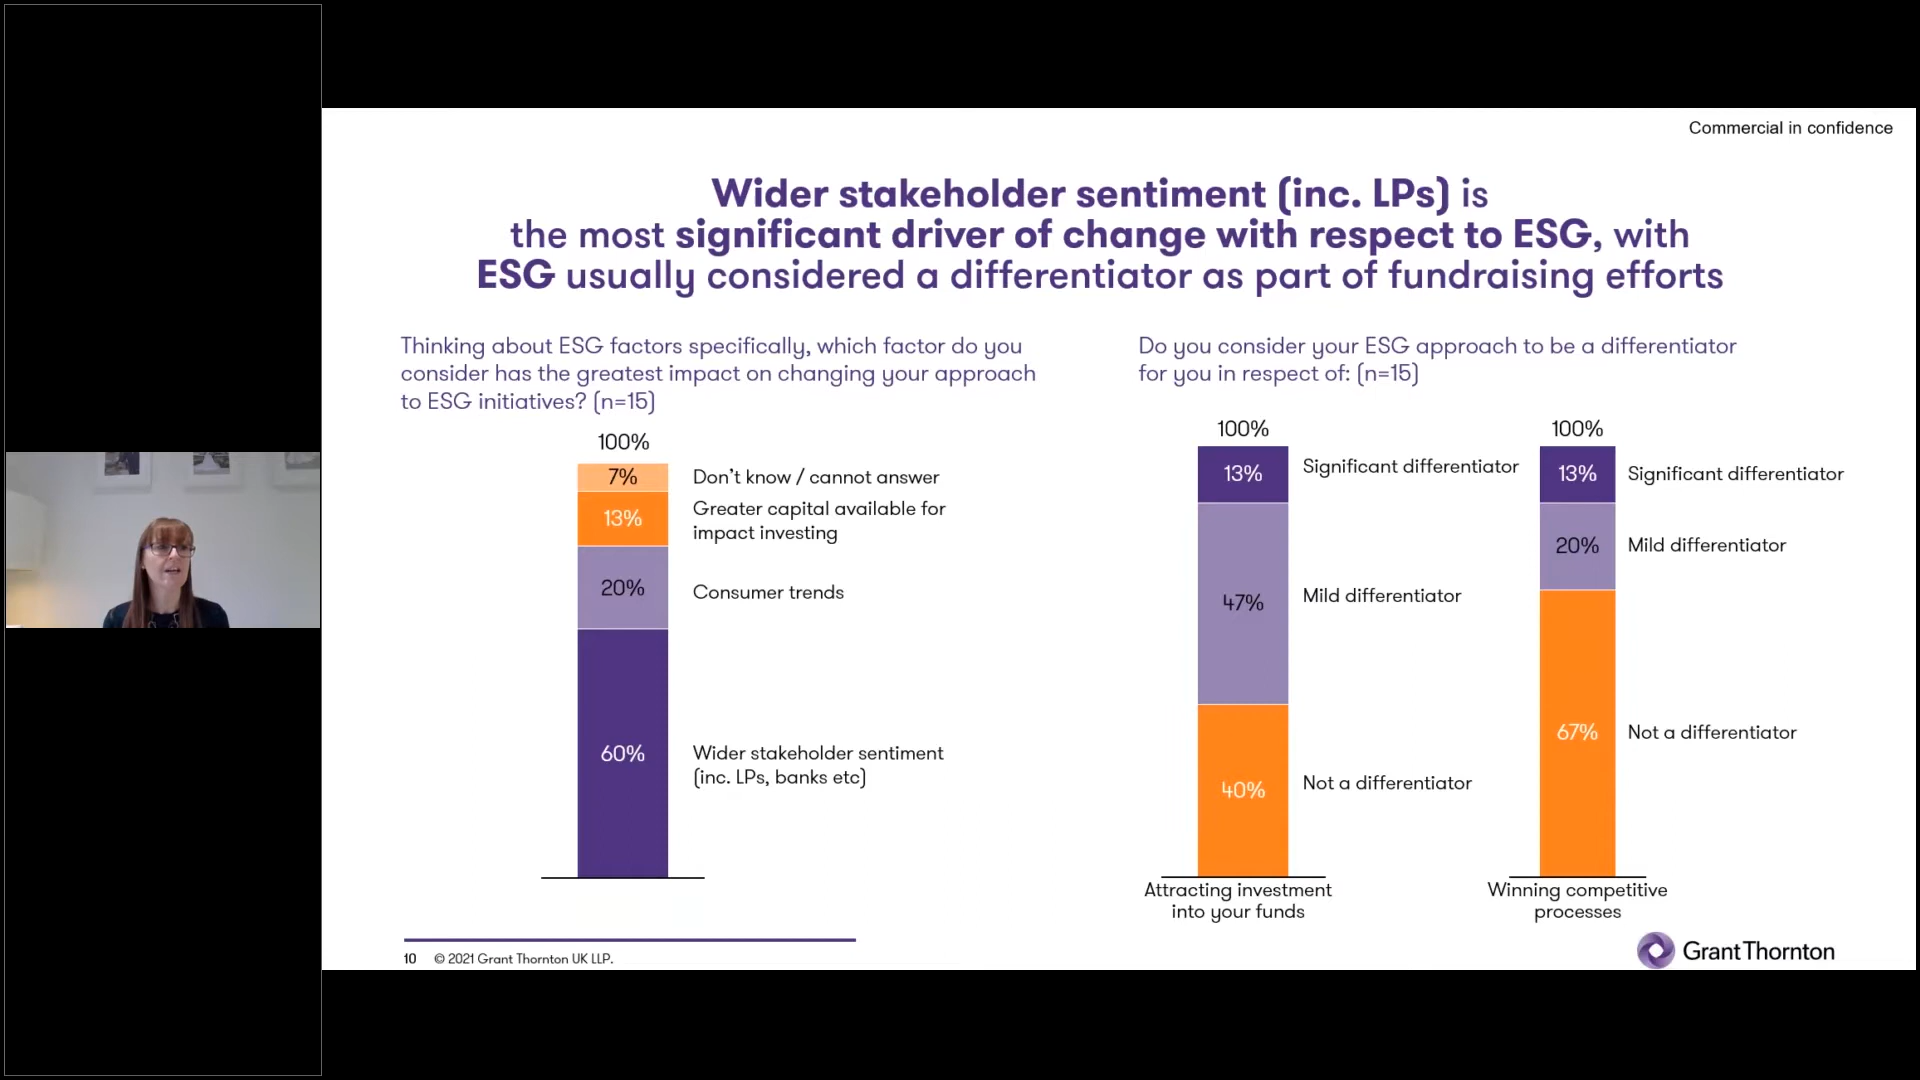 Commercial in confidence
Wider stakeholder sentiment (inc. LPs) is
the most significant driver of change with respect to ESG, with
ESG usually considered a differentiator as part of fundraising efforts
Thinking about ESG factors specifically, which factor do you
consider has the greatest impact on changing your approach
to ESG initiatives? (n=15)
100%
7%
Don't know / cannot answer
13%
Greater capital available for
impact investing
20%
Consumer trends
60%
Wider stakeholder sentiment
(inc. LPs, banks etc)
Do you consider your ESG approach to be a differentiator
for you in respect of: (n=15)
100%
13%
Significant differentiator
47%
Mild differentiator
40%
Not a differentiator
Attracting investment
into your funds
100%
13%
Significant differentiator
20%
Mild differentiator
67%
Not a differentiator
Winning competitive
processes
10 © 2021 Grant Thornton UK LLP.
Grant Thornton